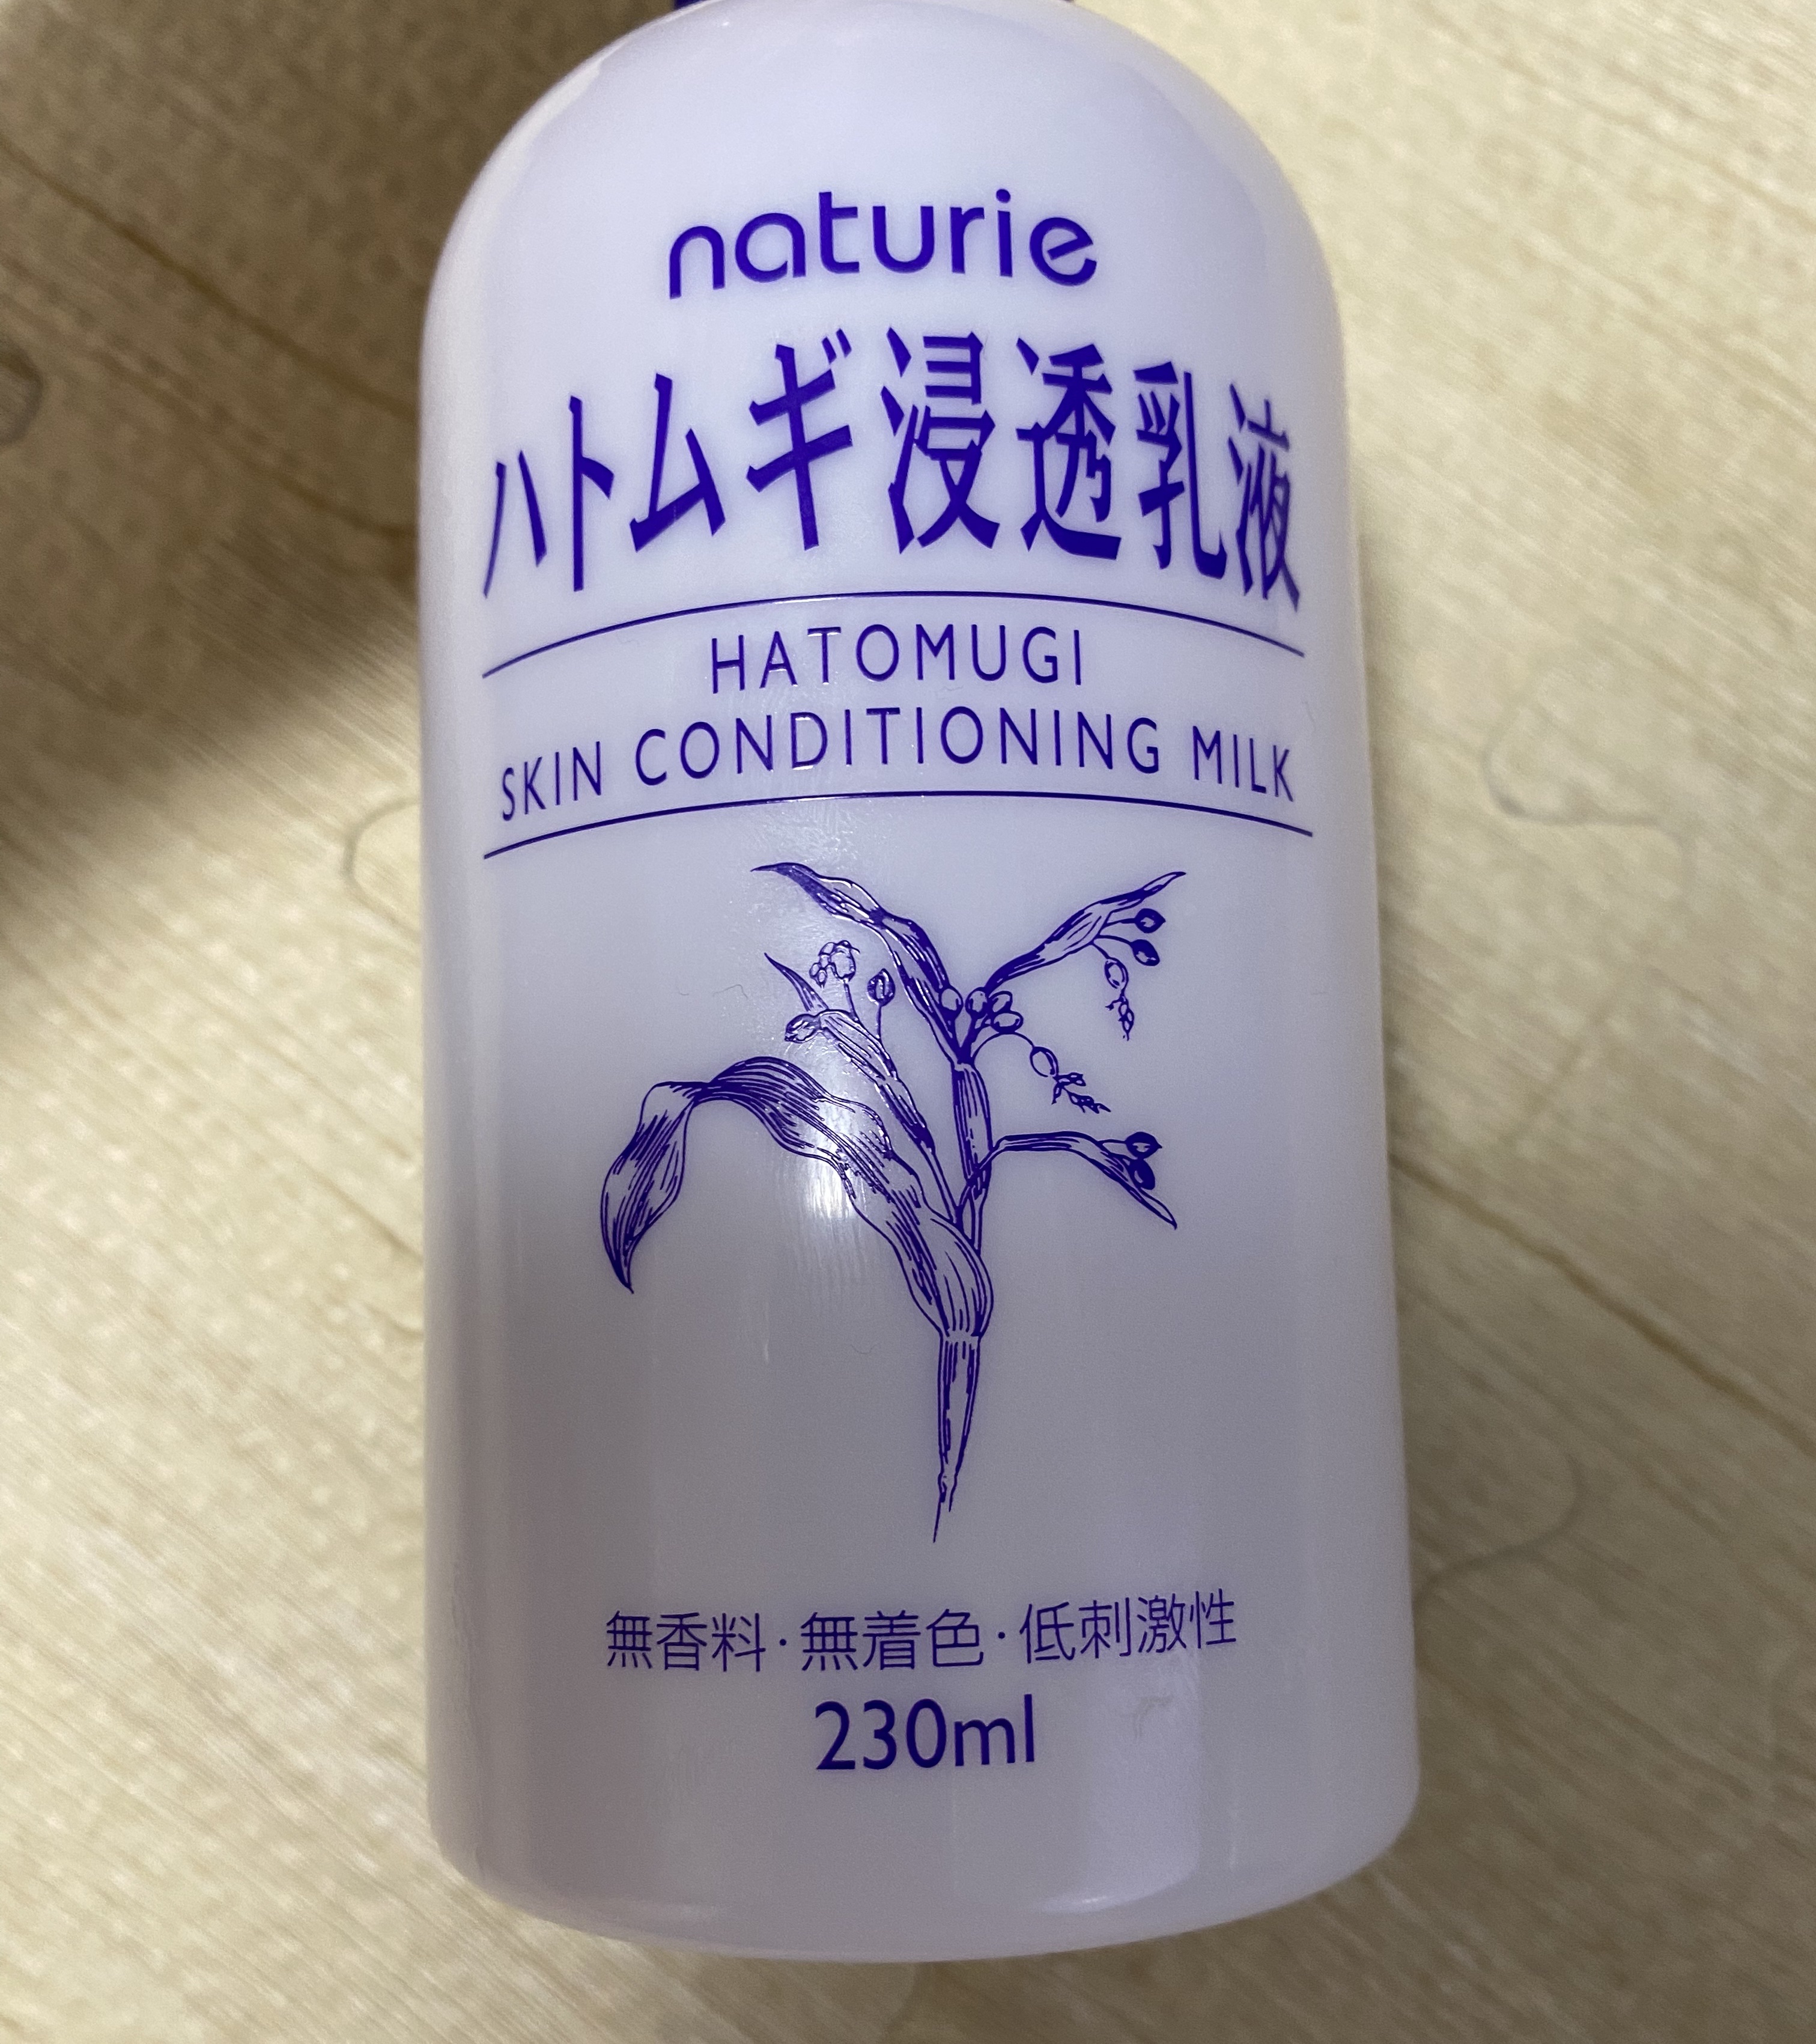 naturie
ハトムギ浸透乳液
HATOMUGI
SKIN CONDITIONING MILK
無香料·無着色·低刺激性
230ml